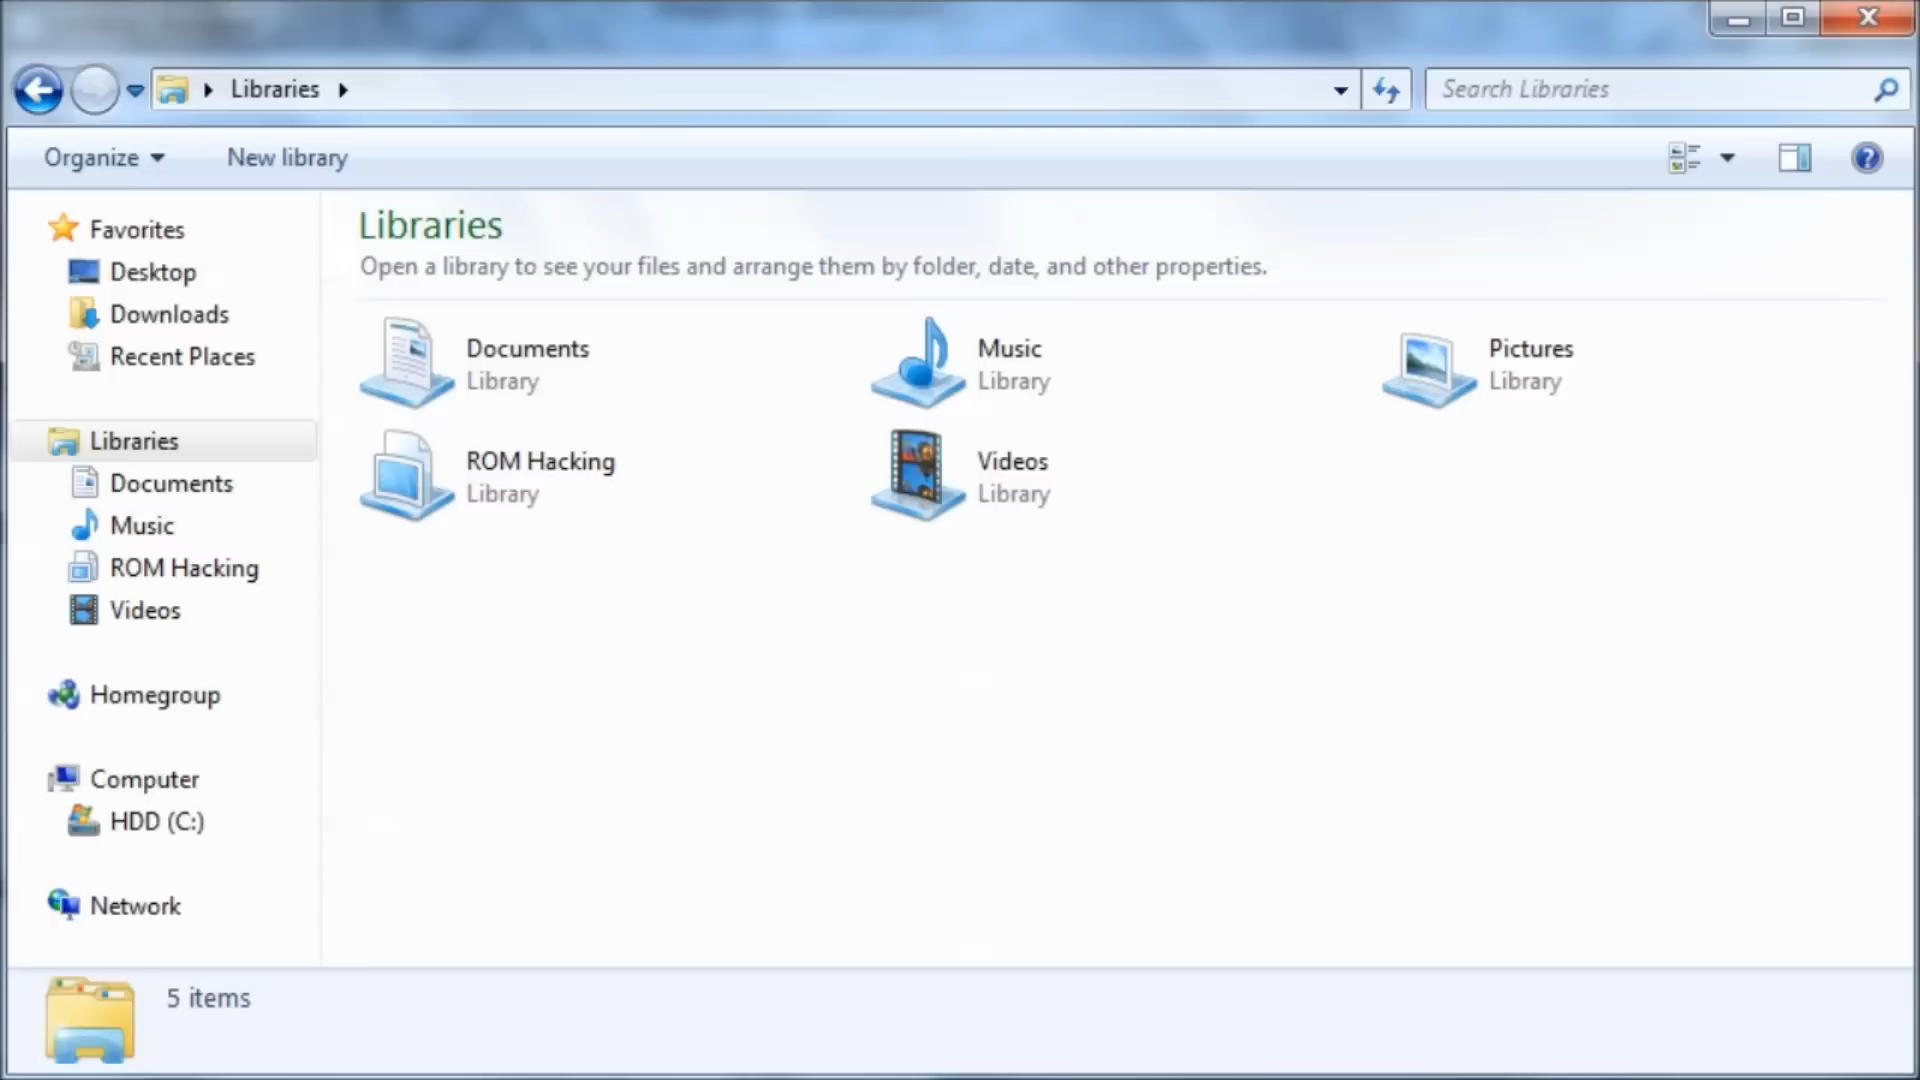 Libraries
Search Libraries
Organize
New library
Favorites
Desktop
Downloads
Recent Places
Libraries
Documents
Music
ROM Hacking
Videos
Homegroup
Computer
HDD (C:)
Network
Libraries
Open a library to see your files and arrange them by folder, date, and other properties.
Documents
Library
Music
Library
Pictures
Library
ROM Hacking
Library
Videos
Library
5 items